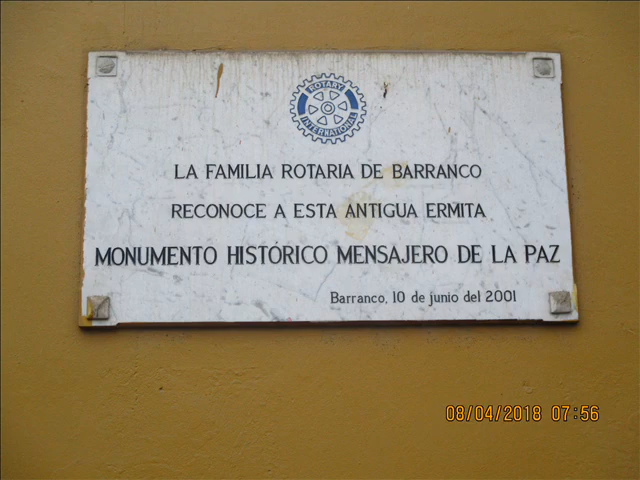 ROTARY
INTERNATIONAL
LA FAMILIA ROTARIA DE BARRANCO
RECONOCE A ESTA ANTIGUA ERMITA
MONUMENTO HISTÓRICO MENSAJERO DE LA PAZ
Barranco, 10 de junio del 2001
08/04/2018 07:56